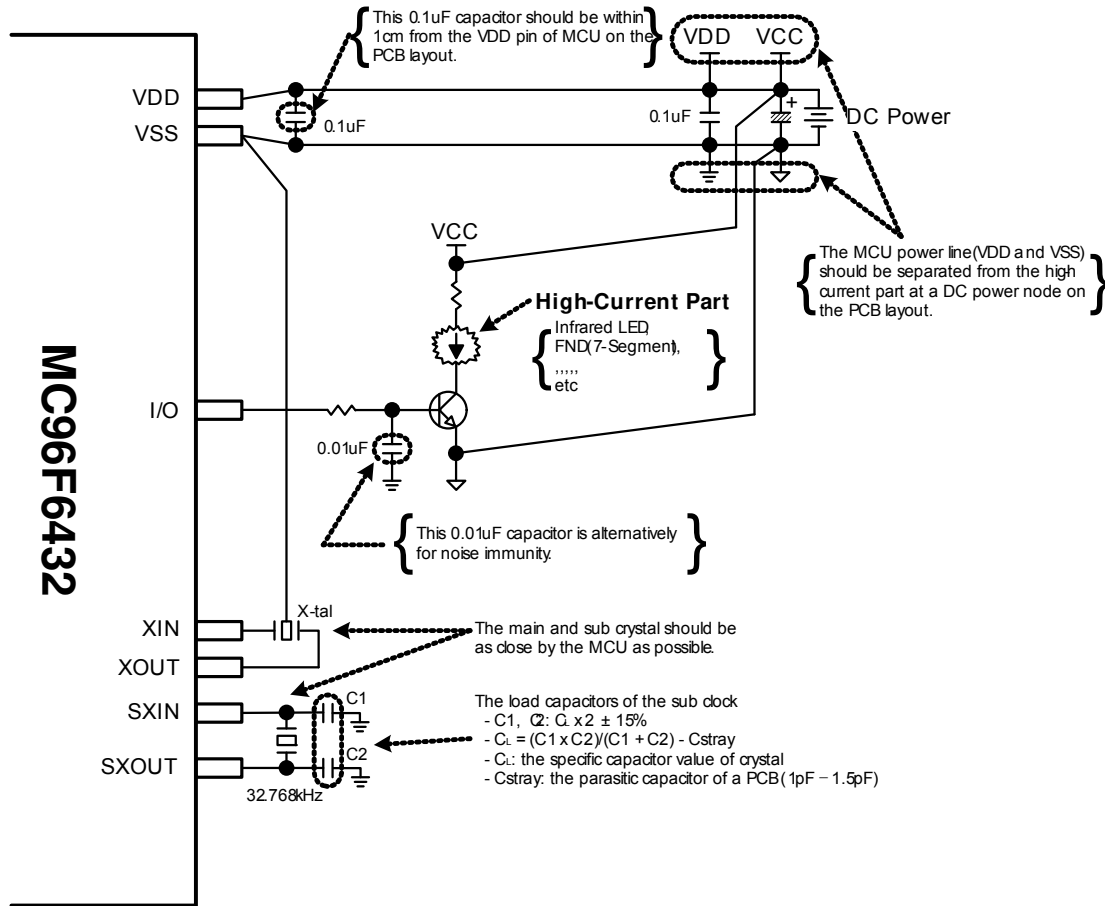 This 0.1uF capacitor should be within
1cm from the VDD pin of MCU on the
PCB layout.
VDD
VCC
VDD
VSS
0.1uF
0.1uF
+
DC Power
The MCU power line(VDD and VSS)
should be separated from the high-
current part at a DC power node on
the PCB layout.
VCC
High-Current Part
Infrared LED,
FND(7-Segment),
,,,,,
etc
MC96F6432
I/O
0.01uF
This 0.01uF capacitor is alternatively
for noise immunity.
XIN
X-tal
XOUT
The main and sub crystal should be
as close by the MCU as possible.
SXIN
C1
SXOUT
C2
32.768kHz
The load capacitors of the sub clock
- C1, C2: CL x 2 ± 15%
- CL = (C1 x C2)/(C1 + C2) - Cstray
- CL: the specific capacitor value of crystal
- Cstray: the parasitic capacitor of a PCB(1pF – 1.5pF)